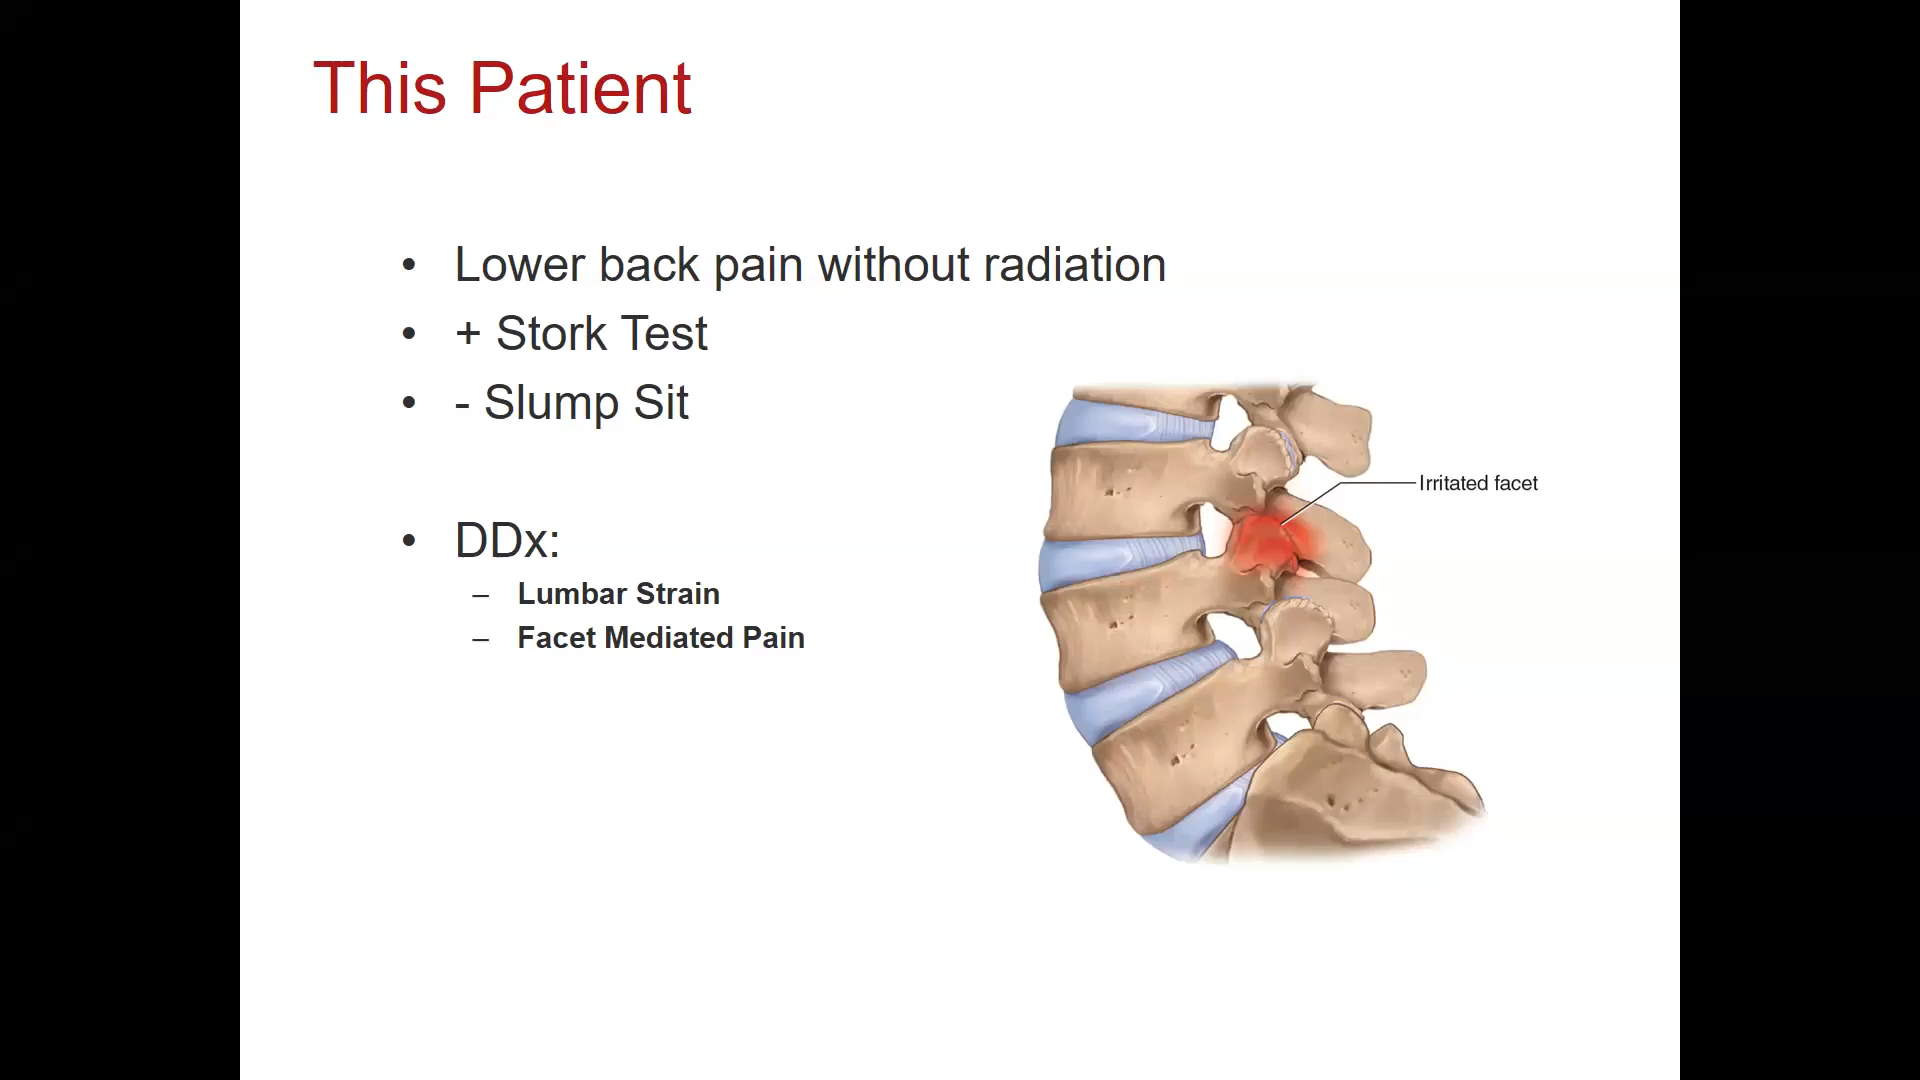 This Patient
• Lower back pain without radiation
• + Stork Test
• - Slump Sit
Irritated facet
• DDx:
– Lumbar Strain
– Facet Mediated Pain